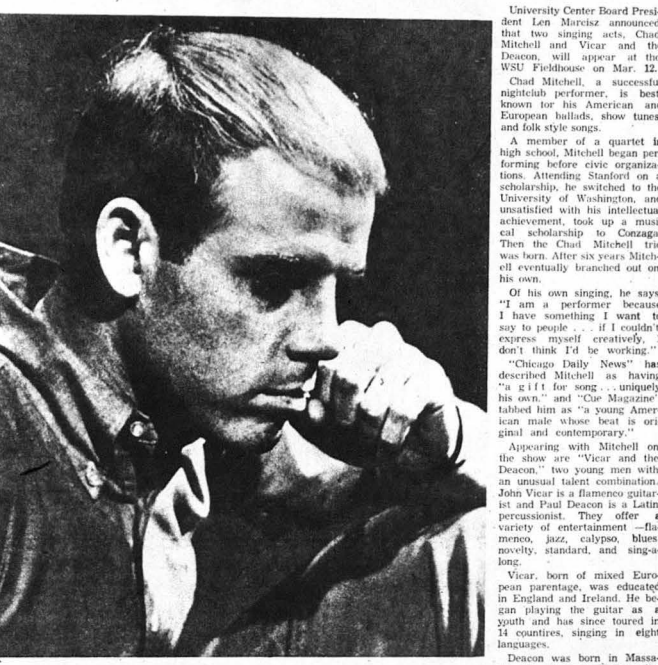 University Center Board Presi-
dent Len Marcisz announced
that two singing acts, Chad
Mitchell and Vicar and the
Deacon, will appear at the
WSU Fieldhouse on Mar. 12.
Chad Mitchell, a successfu
nightclub performer, is best
known for his American and
European ballads, show tunes
and folk style songs.
A member of a quartet in
high school, Mitchell began per
forming before civic organiza
tions. Attending Stanford on a
scholarship, he switched to the
University of Washington, and
unsatisfied with his intellectua
achievement, took up a musi
cal scholarship to Conzaga
Then the Chad Mitchell trio
was born. After six years Mitch-
ell eventually branched out on
his own.
Of his own singing, he says
"I am a performer because
I have something I want to
say to people . . . if I couldn't
express myself creatively,
don't think I'd be working."
"Chicago Daily News" has
described Mitchell as having
"a gift for song . . . uniquely
his own," and "Cue Magazine"
tabbed him as "a young Amer
ican male whose beat is ori
ginal and contemporary."
Appearing with Mitchell on
the show are "Vicar and the
Deacon," two young men with
an unusual talent combination.
John Vicar is a flamenco guitar-
ist and Paul Deacon is a Latin
percussionist. They offer a
variety of entertainment —fla
menco, jazz, calypso, blues
novelty, standard, and sing-a
long.
Vicar, born of mixed Euro
pean parentage, was educated
in England and Ireland. He be
gan playing the guitar as a
youth and has since toured in
14 countires, singing in eight
languages.
Deacon was born in Massa-